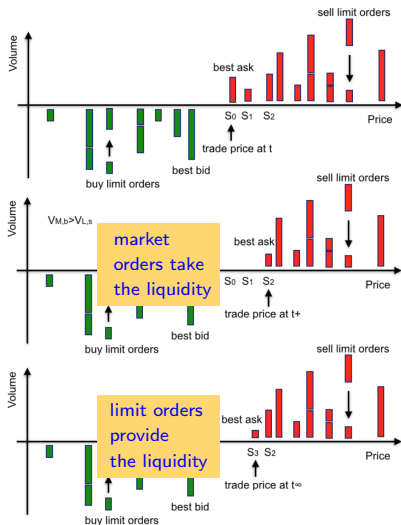 sell limit orders
Volume
best ask
S0 S1 S2
Price
trade price at t
best bid
buy limit orders
sell limit orders
Volume
VM,b>VL,s
market
orders take
the liquidity
best ask
S0 S1 S2
Price
trade price at t+
best bid
buy limit orders
sell limit orders
Volume
limit orders
provide
the liquidity
best ask
S3 S2
Price
trade price at t∞
best bid
buy limit orders